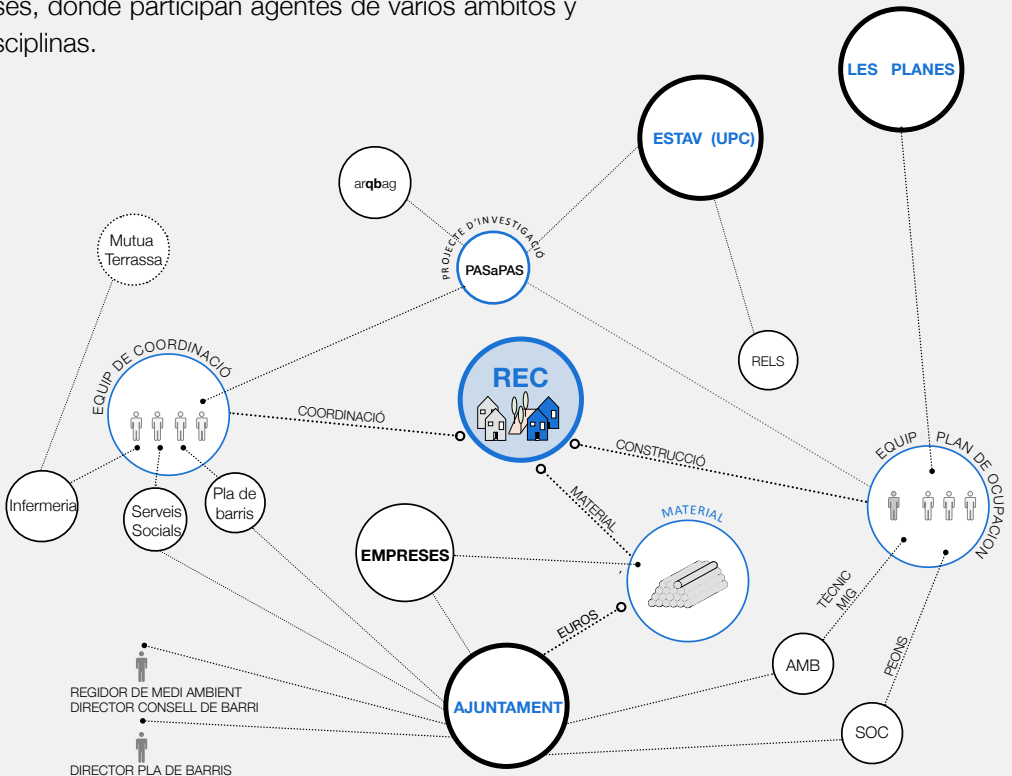 ses, donde participan agentes de varios ámbitos y
sciplinas.
LES PLANES
ESTAV (UPC)
arqbag
PROJECTE D'INVESTIGACIÓ
PASaPAS
Mutua
Terrassa
RELS
REC
EQUIP DE COORDINACIÓ
COORDINACIÓ
CONSTRUCCIÓ
EQUIP PLAN DE OCUPACION
MATERIAL
MATERIAL
Infermeria
Serveis
Socials
Pla de
barris
EMPRESES
EUROS
TÈCNIC
MIG
PEONS
AMB
REGIDOR DE MEDI AMBIENT
DIRECTOR CONSELL DE BARRI
AJUNTAMENT
SOC
DIRECTOR PLA DE BARRIS